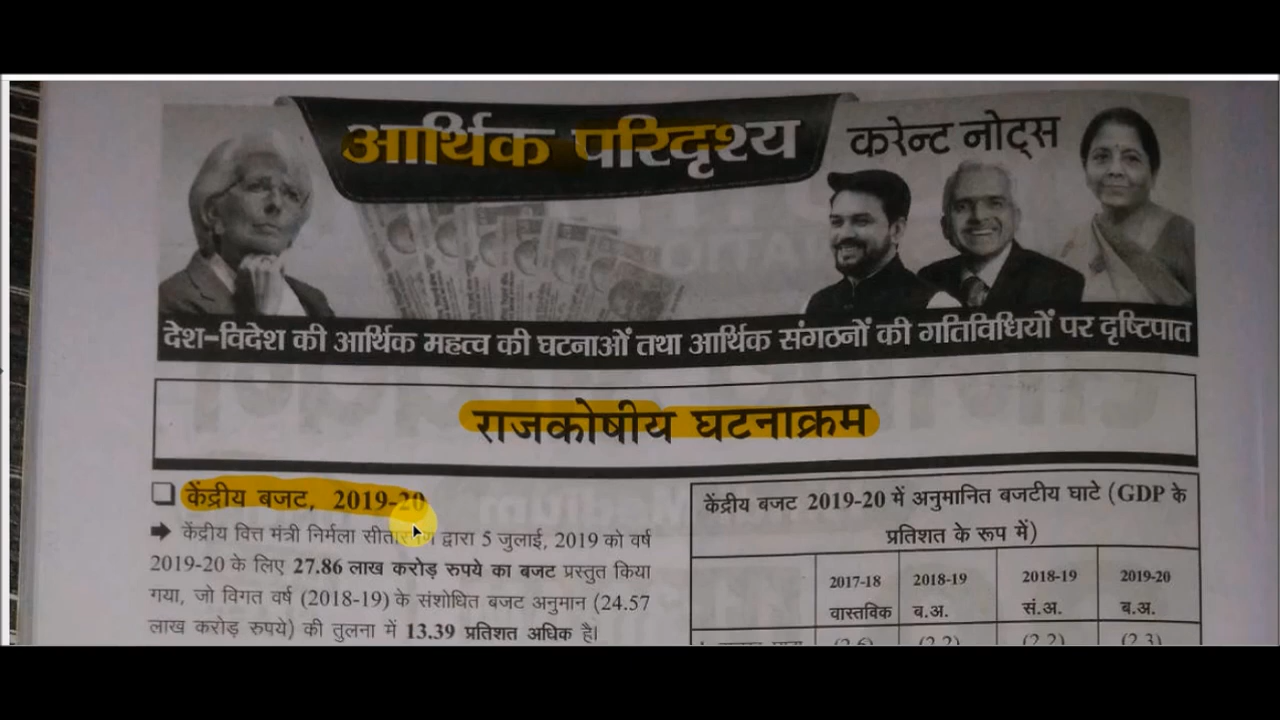 आर्थिक परिदृश्य
करेन्ट नोट्स
देश-विदेश की आर्थिक महत्व की घटनाओं तथा आर्थिक संगठनों की गतिविधियों पर दृष्टिपात
राजकोषीय घटनाक्रम
❑ केंद्रीय बजट, 2019-20
➡ केंद्रीय वित्त मंत्री निर्मला सीतारमण द्वारा 5 जुलाई, 2019 को वर्ष
2019-20 के लिए 27.86 लाख करोड़ रुपये का बजट प्रस्तुत किया
गया, जो विगत वर्ष (2018-19) के संशोधित बजट अनुमान (24.57
लाख करोड़ रुपये) की तुलना में 13.39 प्रतिशत अधिक है।
केंद्रीय बजट 2019-20 में अनुमानित बजटीय घाटे (GDP के
प्रतिशत के रूप में)
2017-18 2018-19 2018-19 2019-20
वास्तविक ब.अ. सं.अ. ब.अ.